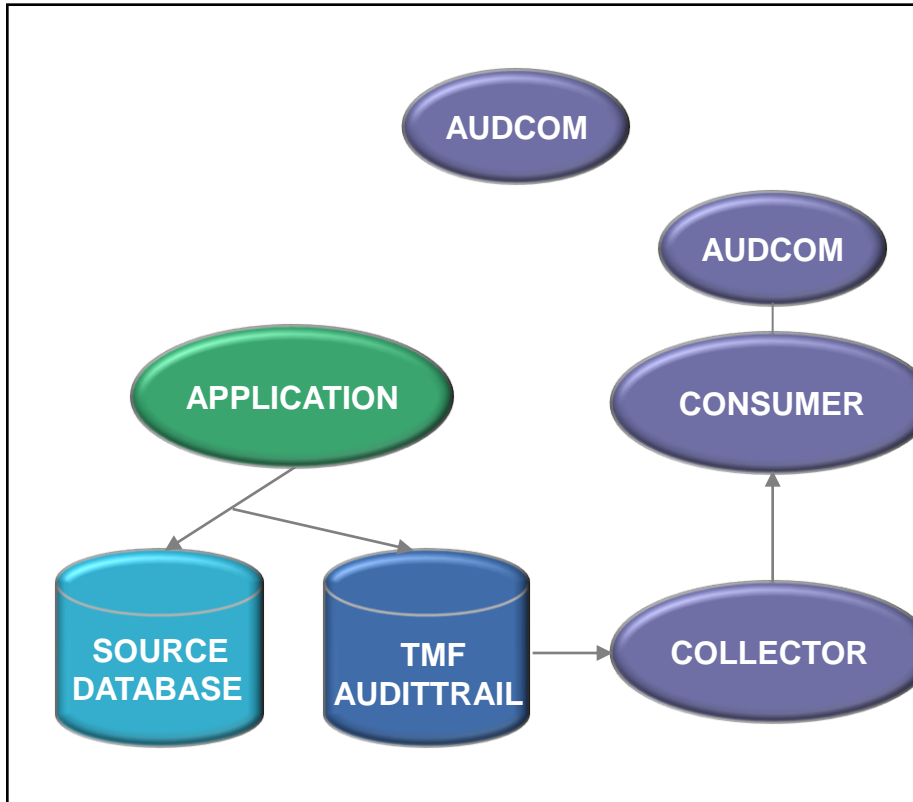 AUDCOM
AUDCOM
APPLICATION
CONSUMER
SOURCE
DATABASE
TMF
AUDITTRAIL
COLLECTOR